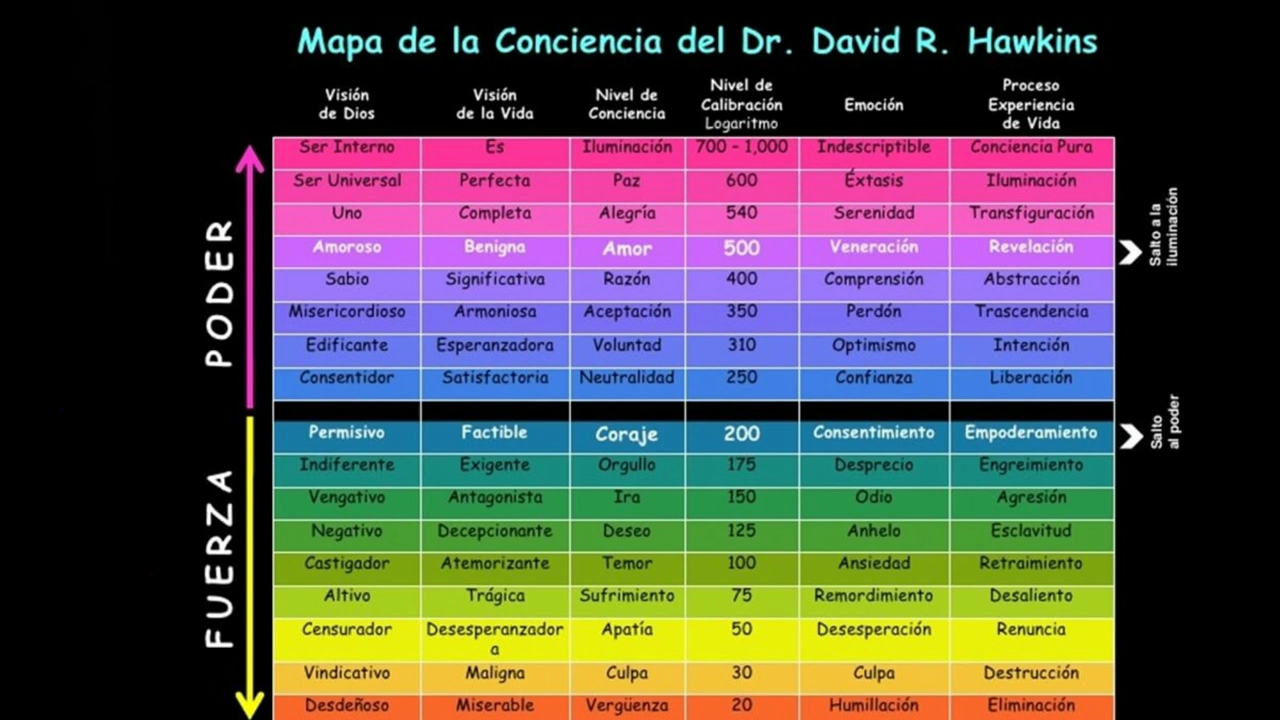 Mapa de la Conciencia del Dr. David R. Hawkins
Visión
de Dios
Visión
de la Vida
Nivel de
Conciencia
Nivel de
Calibración
Logaritmo
Emoción
Proceso
Experiencia
de Vida
Ser Interno Es Iluminación 700 - 1,000 Indescriptible Conciencia Pura
Ser Universal Perfecta Paz 600 Éxtasis Iluminación
Uno Completa Alegría 540 Serenidad Transfiguración
Amoroso Benigna Amor 500 Veneración Revelación
Sabio Significativa Razón 400 Comprensión Abstracción
Misericordioso Armoniosa Aceptación 350 Perdón Trascendencia
Edificante Esperanzadora Voluntad 310 Optimismo Intención
Consentidor Satisfactoria Neutralidad 250 Confianza Liberación
Permisivo Factible Coraje 200 Consentimiento Empoderamiento
Indiferente Exigente Orgullo 175 Desprecio Engreimiento
Vengativo Antagonista Ira 150 Odio Agresión
Negativo Decepcionante Deseo 125 Anhelo Esclavitud
Castigador Atemorizante Temor 100 Ansiedad Retraimiento
Altivo Trágica Sufrimiento 75 Remordimiento Desaliento
Censurador Desesperanzador
a Apatía 50 Desesperación Renuncia
Vindicativo Maligna Culpa 30 Culpa Destrucción
Desdeñoso Miserable Vergüenza 20 Humillación Eliminación
PODER
FUERZA
Salto a la
iluminación
Salto
al poder